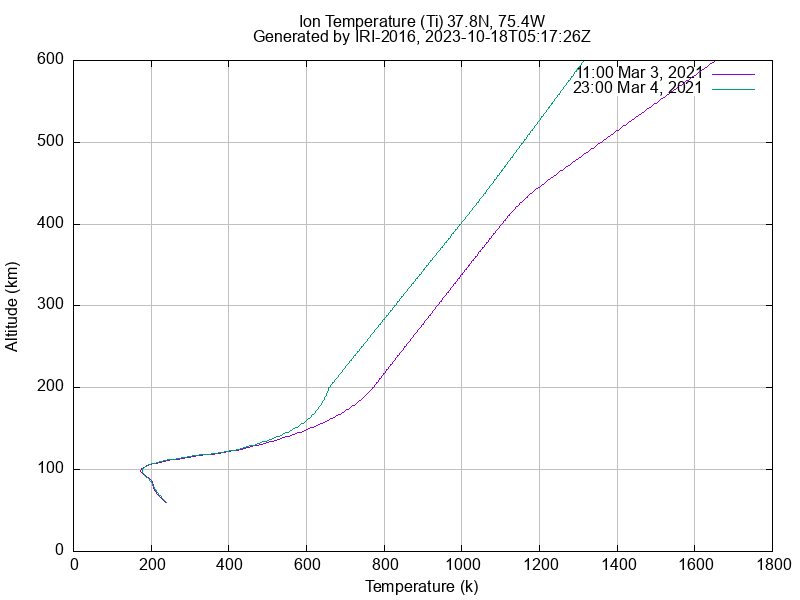 Ion Temperature (Ti) 37.8N, 75.4W
Generated by IRI-2016, 2023-10-18T05:17:26Z
600
11:00 Mar 3, 2021
23:00 Mar 4, 2021
500
400
Altitude (km)
300
200
100
0
0 200 400 600 800 1000 1200 1400 1600 1800
Temperature (k)